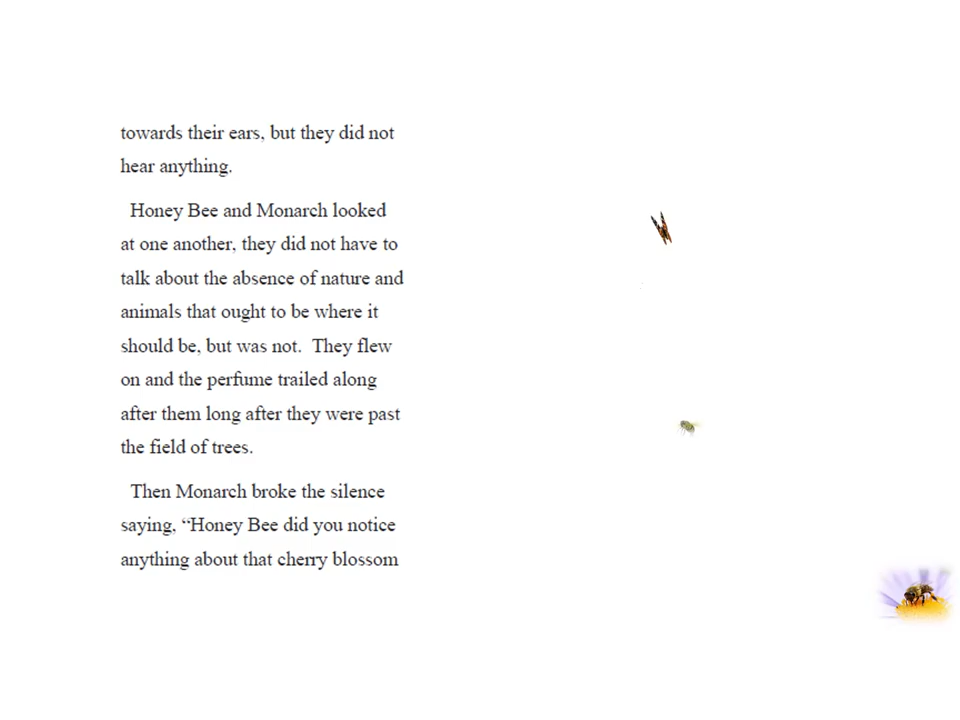 towards their ears, but they did not
hear anything.
Honey Bee and Monarch looked
at one another, they did not have to
talk about the absence of nature and
animals that ought to be where it
should be, but was not.  They flew
on and the perfume trailed along
after them long after they were past
the field of trees.
Then Monarch broke the silence
saying, “Honey Bee did you notice
anything about that cherry blossom